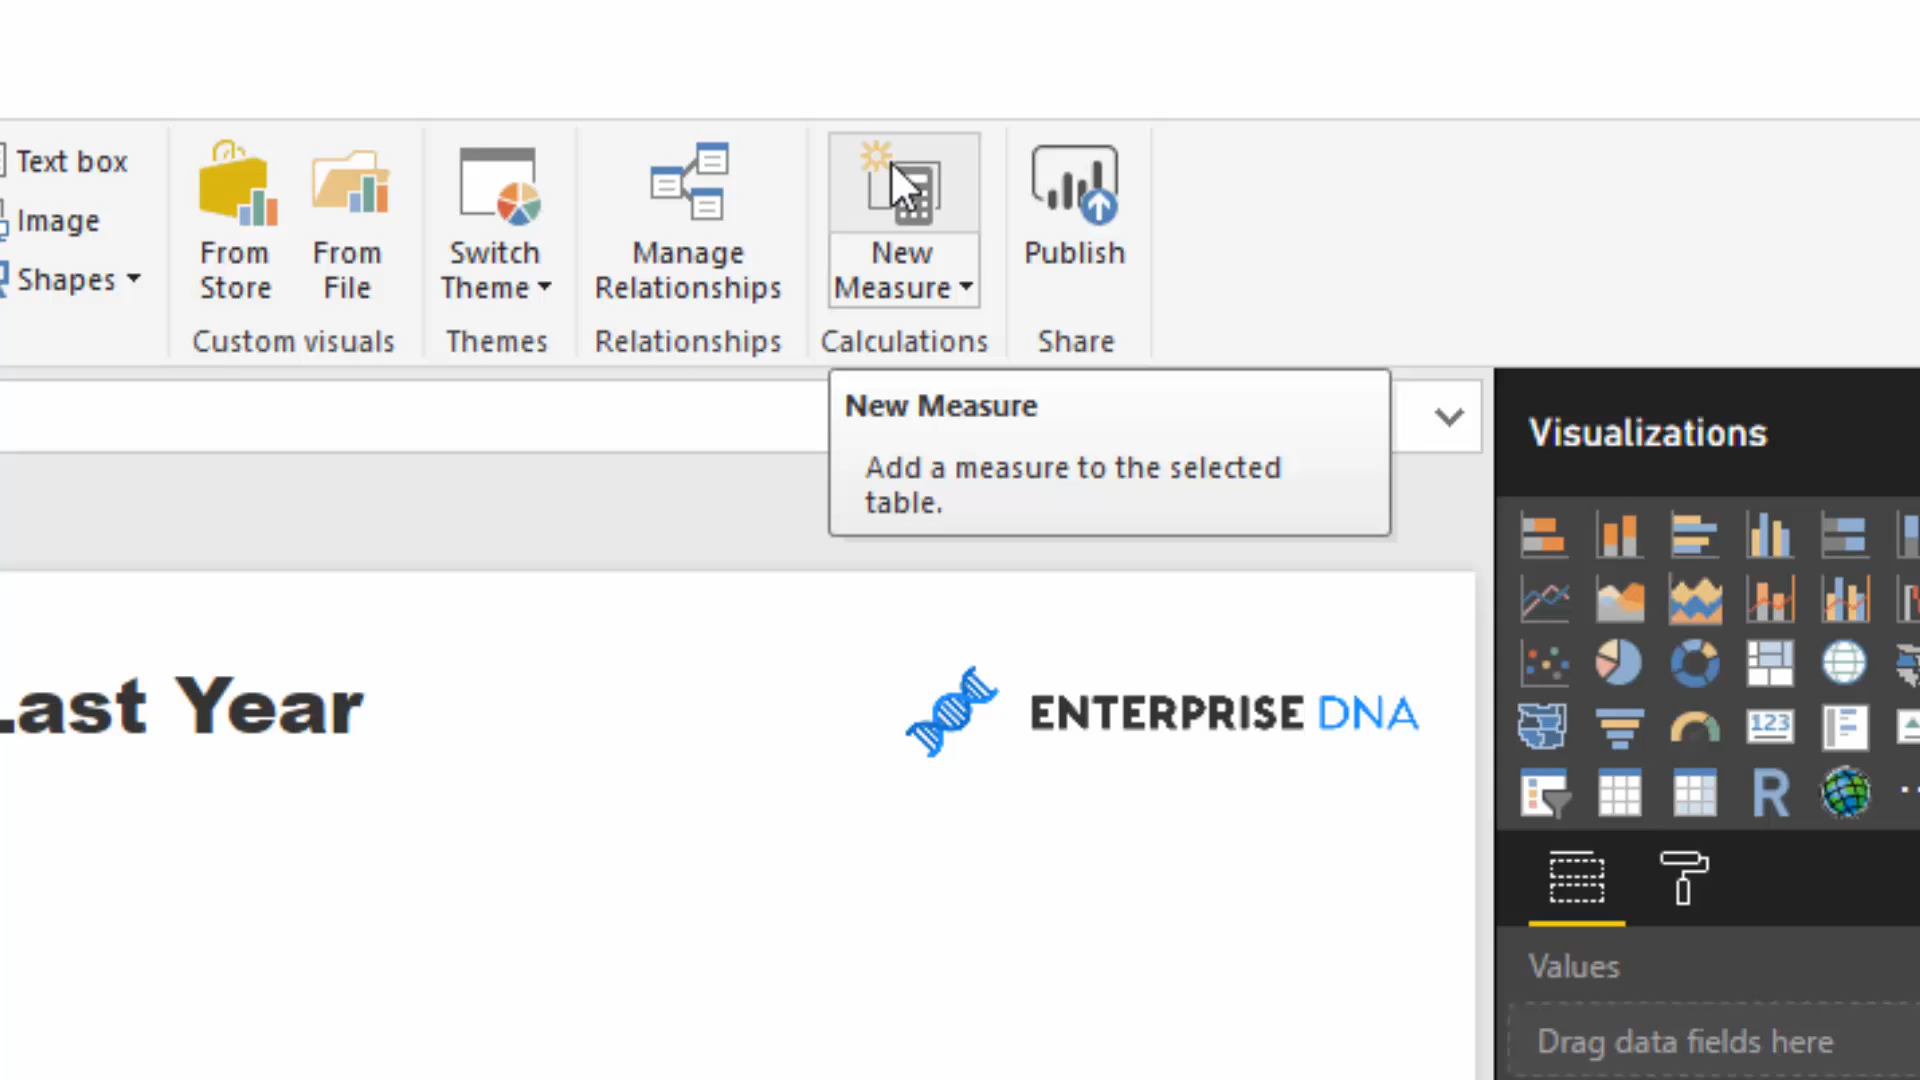 Text box
Image
Shapes
From
Store
From
File
Custom visuals
Switch
Theme
Themes
Manage
Relationships
Relationships
New
Measure
Calculations
Publish
Share
New Measure
Add a measure to the selected
table.
Visualizations
Last Year
ENTERPRISE DNA
123
R
Values
Drag data fields here